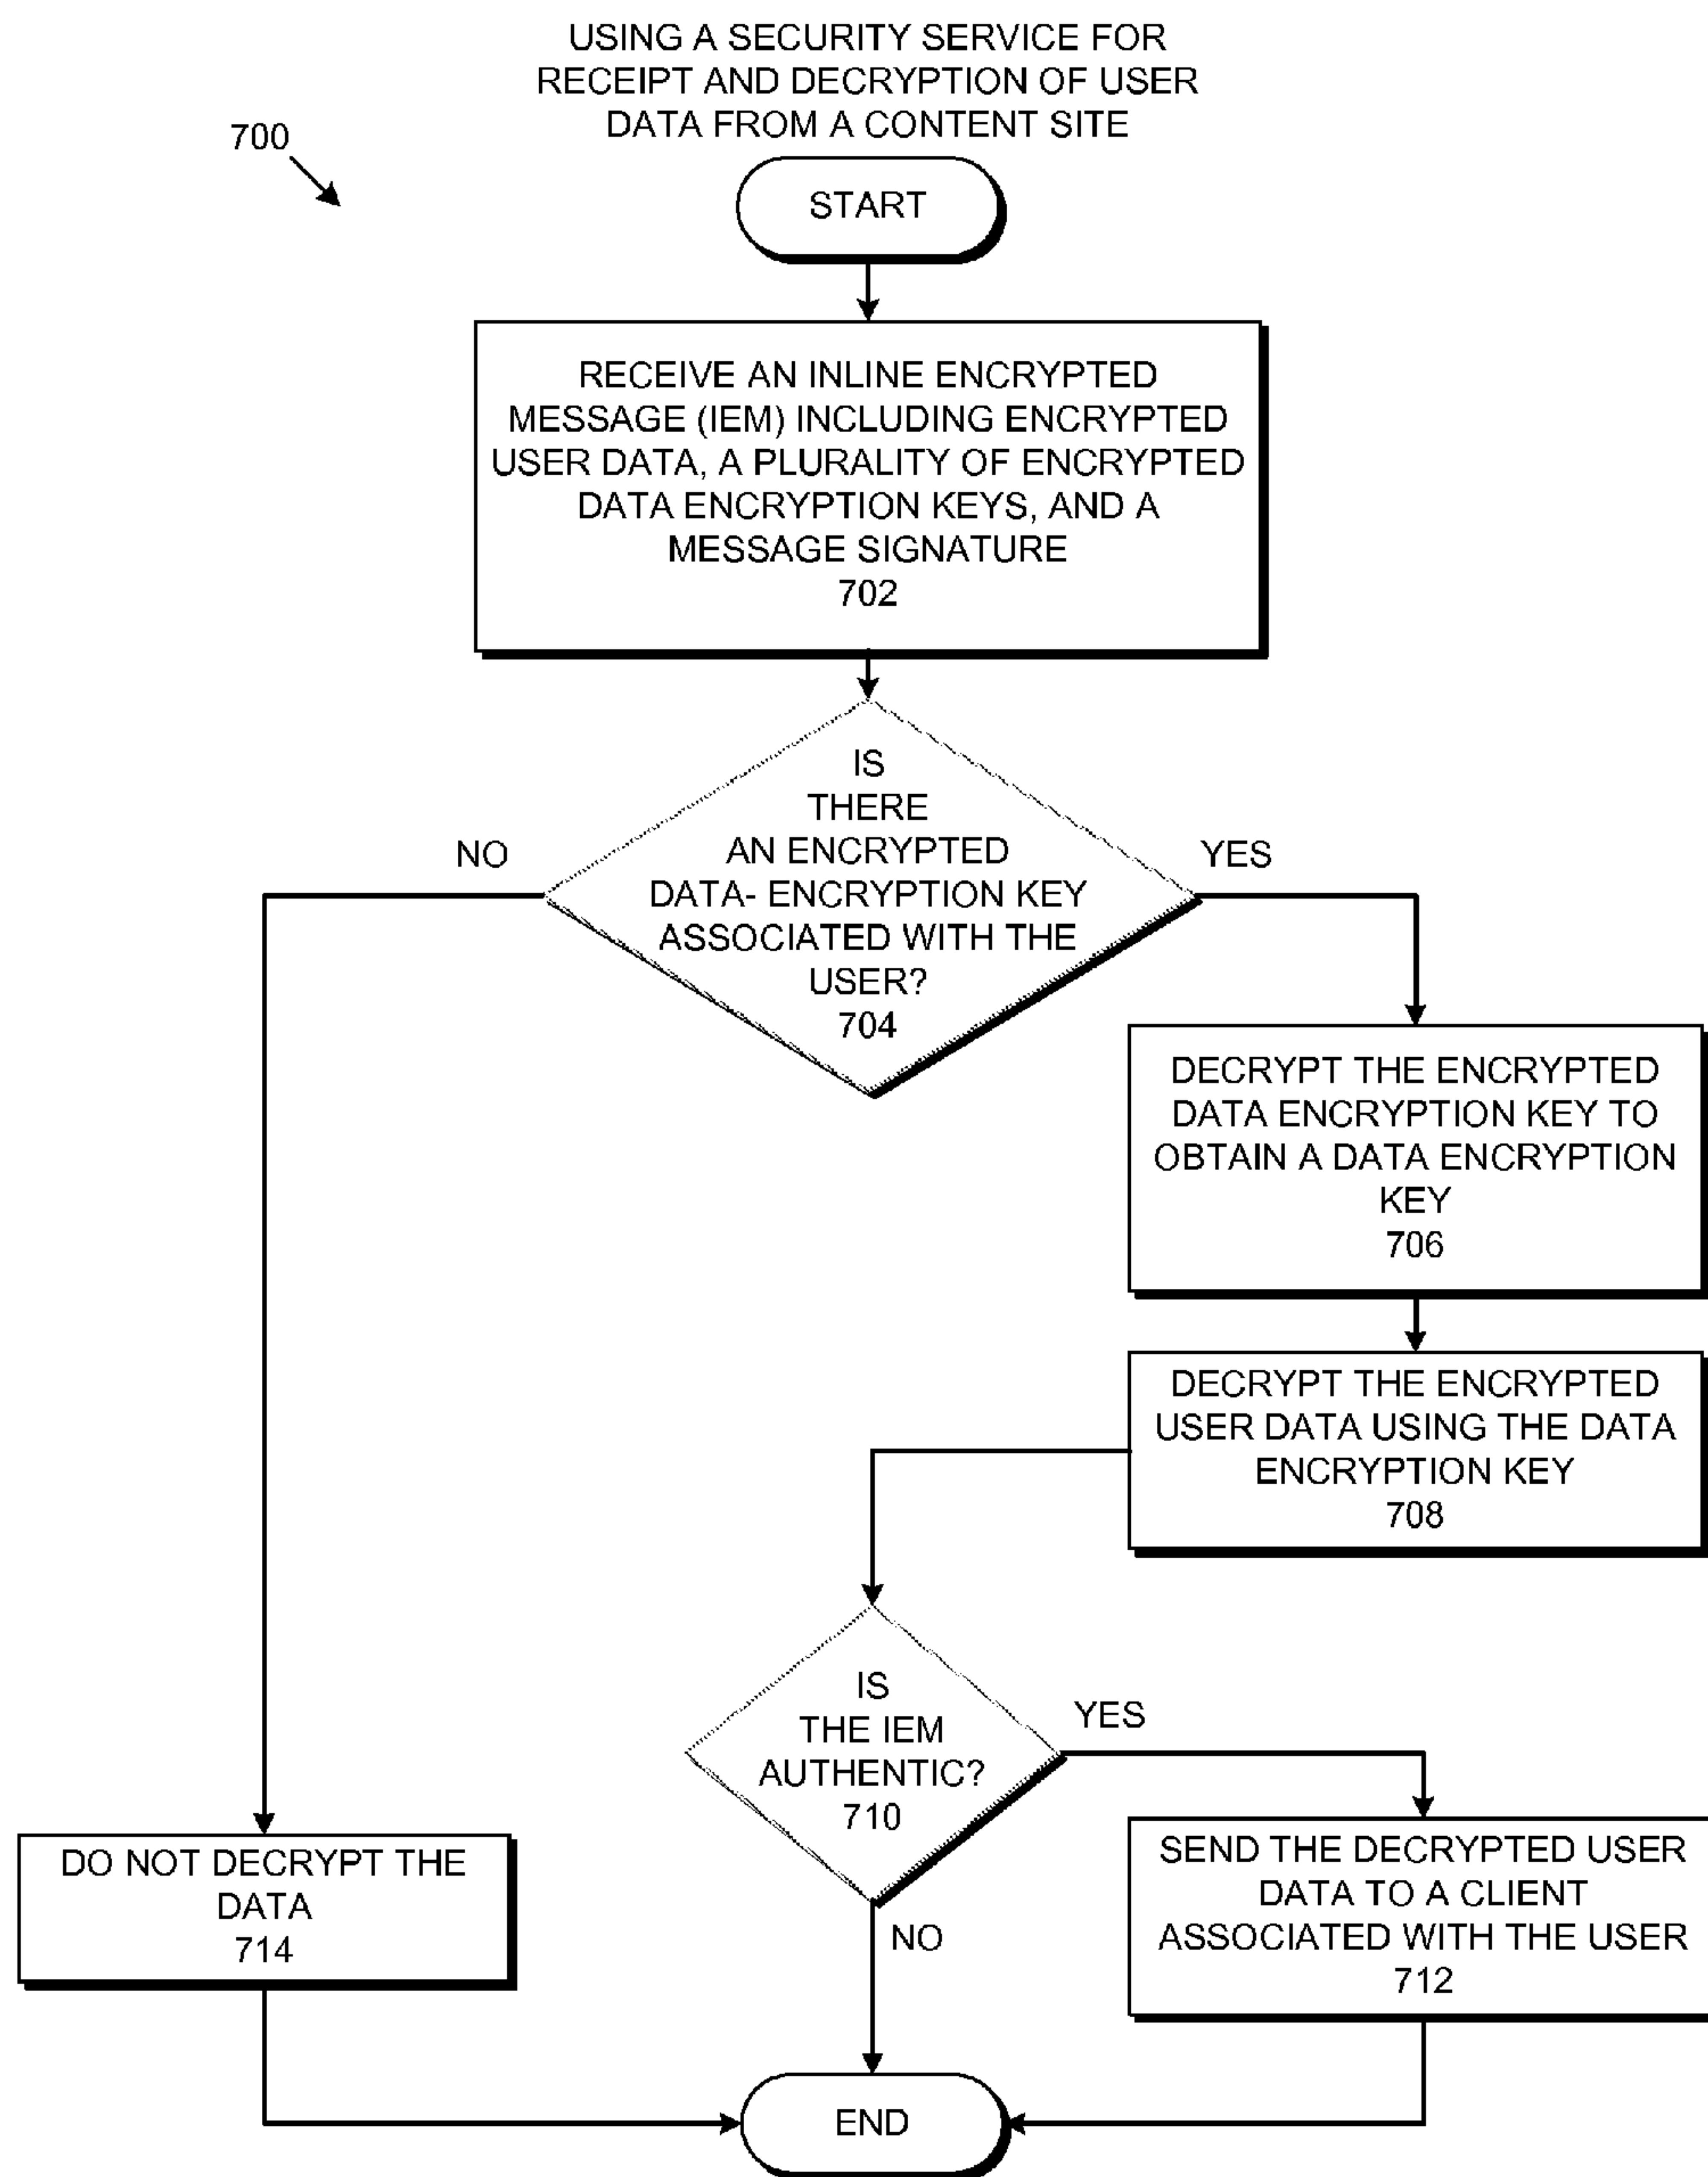 USING A SECURITY SERVICE FOR
RECEIPT AND DECRYPTION OF USER
DATA FROM A CONTENT SITE
700
START
RECEIVE AN INLINE ENCRYPTED
MESSAGE (IEM) INCLUDING ENCRYPTED
USER DATA, A PLURALITY OF ENCRYPTED
DATA ENCRYPTION KEYS, AND A
MESSAGE SIGNATURE
702
IS
THERE
AN ENCRYPTED
DATA- ENCRYPTION KEY
ASSOCIATED WITH THE
USER?
704
NO
YES
DECRYPT THE ENCRYPTED
DATA ENCRYPTION KEY TO
OBTAIN A DATA ENCRYPTION
KEY
706
DECRYPT THE ENCRYPTED
USER DATA USING THE DATA
ENCRYPTION KEY
708
IS
THE IEM
AUTHENTIC?
710
YES
NO
SEND THE DECRYPTED USER
DATA TO A CLIENT
ASSOCIATED WITH THE USER
712
DO NOT DECRYPT THE
DATA
714
END